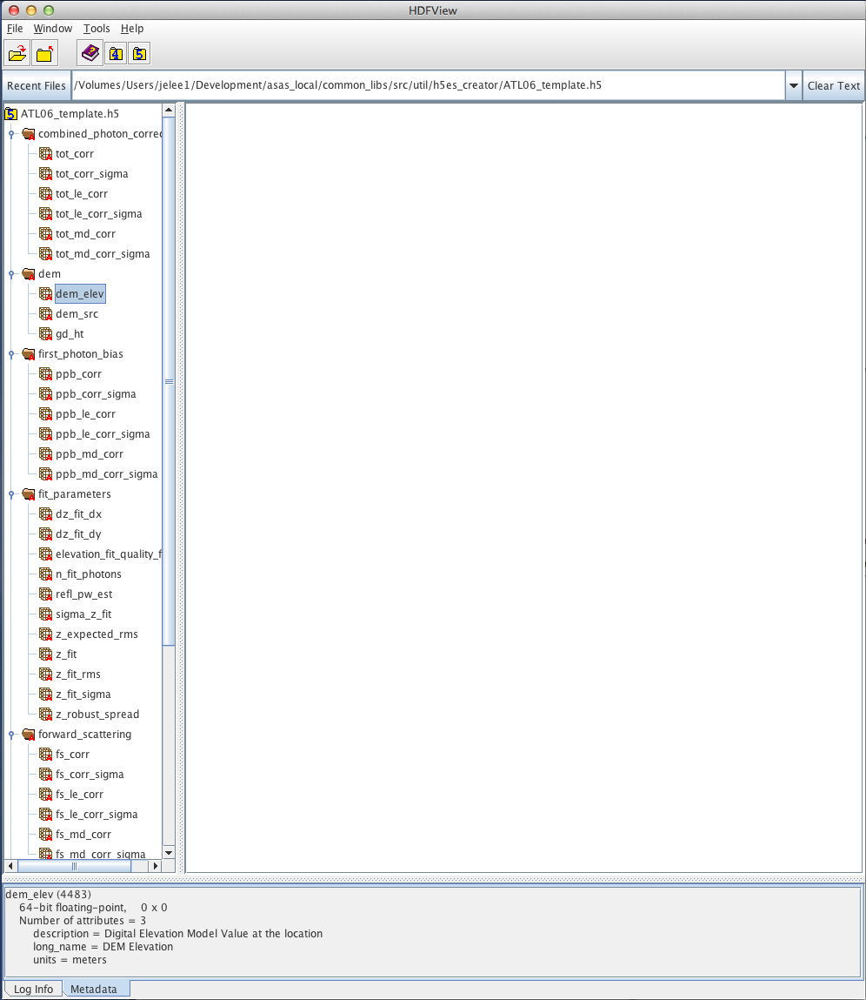 HDFView
File Window Tools Help
4 5
Recent Files /Volumes/Users/jelee1/Development/asas_local/common_libs/src/util/h5es_creator/ATL06_template.h5 Clear Text
5 ATL06_template.h5
combined_photon_correc
tot_corr
tot_corr_sigma
tot_le_corr
tot_le_corr_sigma
tot_md_corr
tot_md_corr_sigma
dem
dem_elev
dem_src
gd_ht
first_photon_bias
ppb_corr
ppb_corr_sigma
ppb_le_corr
ppb_le_corr_sigma
ppb_md_corr
ppb_md_corr_sigma
fit_parameters
dz_fit_dx
dz_fit_dy
elevation_fit_quality_f
n_fit_photons
refl_pw_est
sigma_z_fit
z_expected_rms
z_fit
z_fit_rms
z_fit_sigma
z_robust_spread
forward_scattering
fs_corr
fs_corr_sigma
fs_le_corr
fs_le_corr_sigma
fs_md_corr
fs_md_corr_sigma
dem_elev (4483)
64-bit floating-point, 0 x 0
Number of attributes = 3
description = Digital Elevation Model Value at the location
long_name = DEM Elevation
units = meters
Log Info Metadata